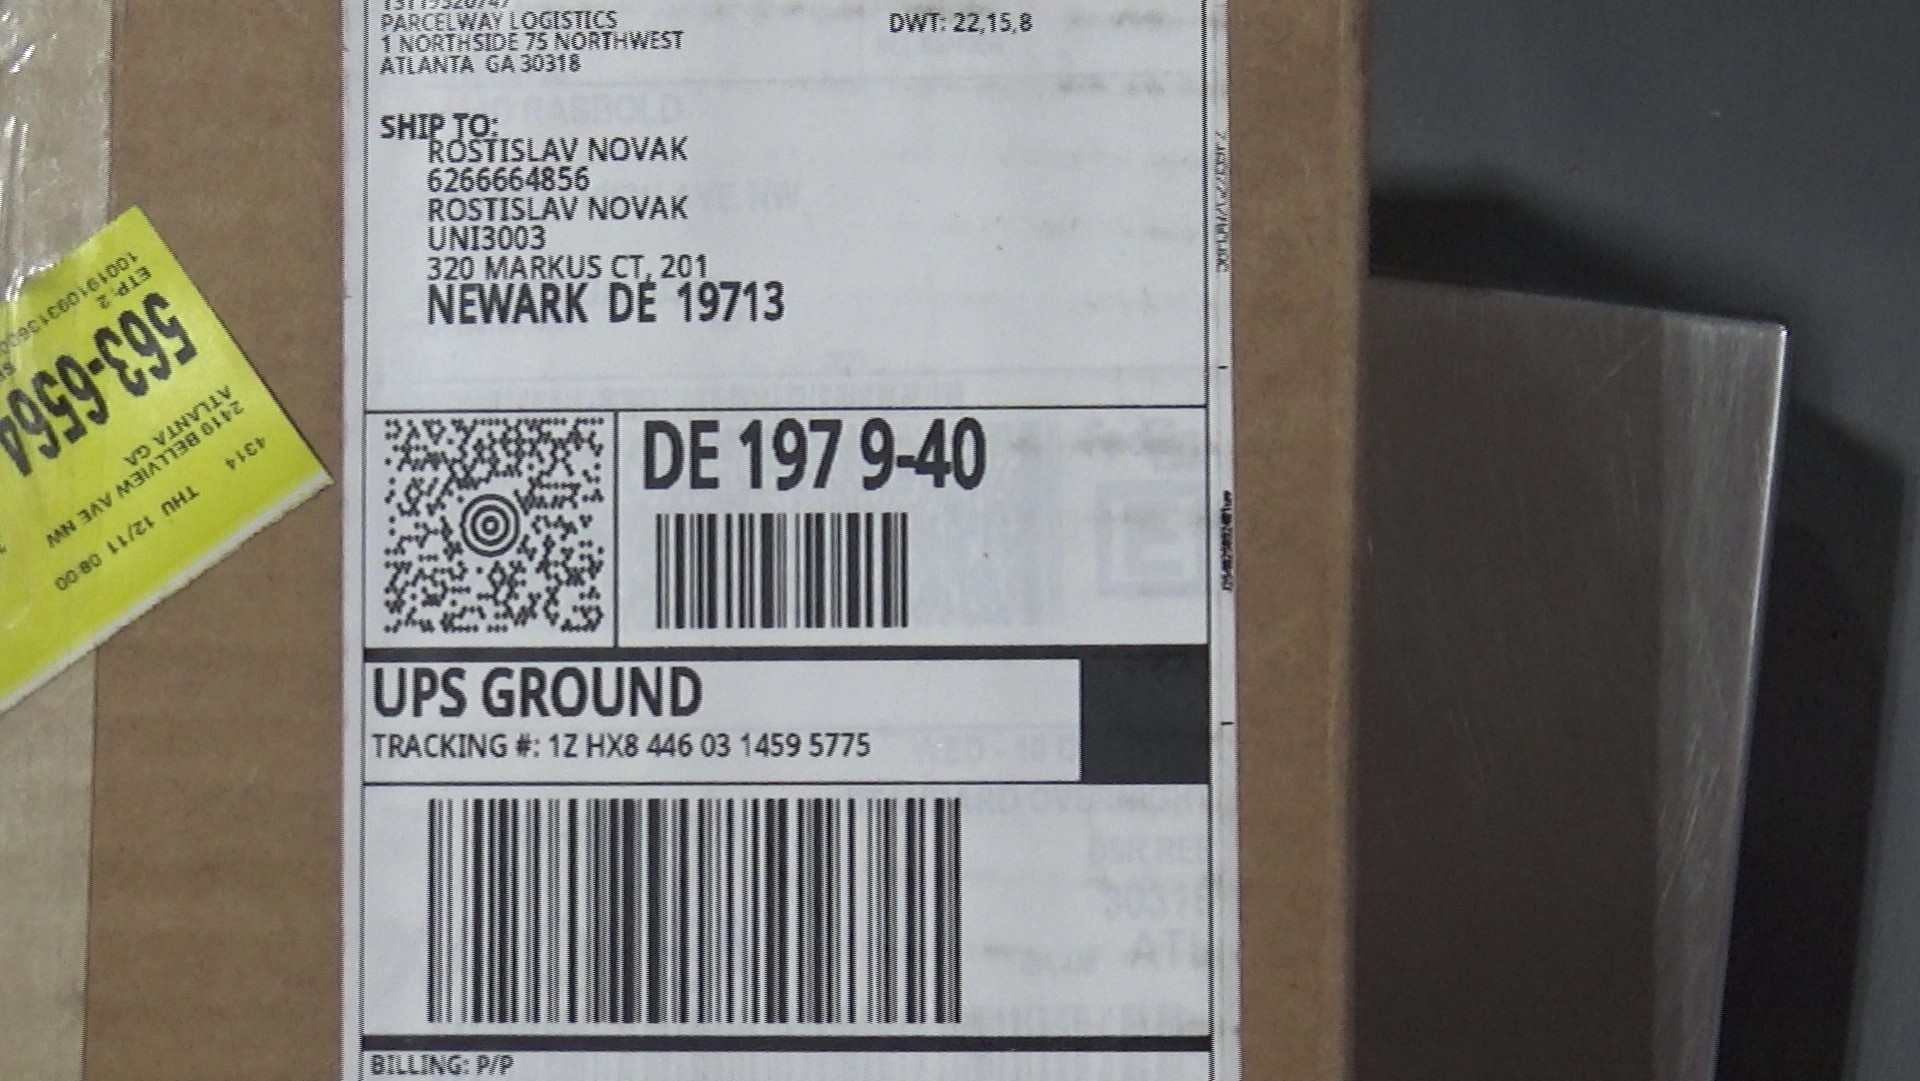 PARCELWAY LOGISTICS
1 NORTHSIDE 75 NORTHWEST
ATLANTA GA 30318
DWT: 22,15,8
SHIP TO:
ROSTISLAV NOVAK
6266664856
ROSTISLAV NOVAK
UNI3003
320 MARKUS CT, 201
NEWARK DE 19713
DE 197 9-40
UPS GROUND
TRACKING #: 1Z HX8 446 03 1459 5775
BILLING: P/P
THU 12/11 08:00
4314
2419 BELLVIEW AVE NW
ATLANTA GA
563-6564
ETP: 2